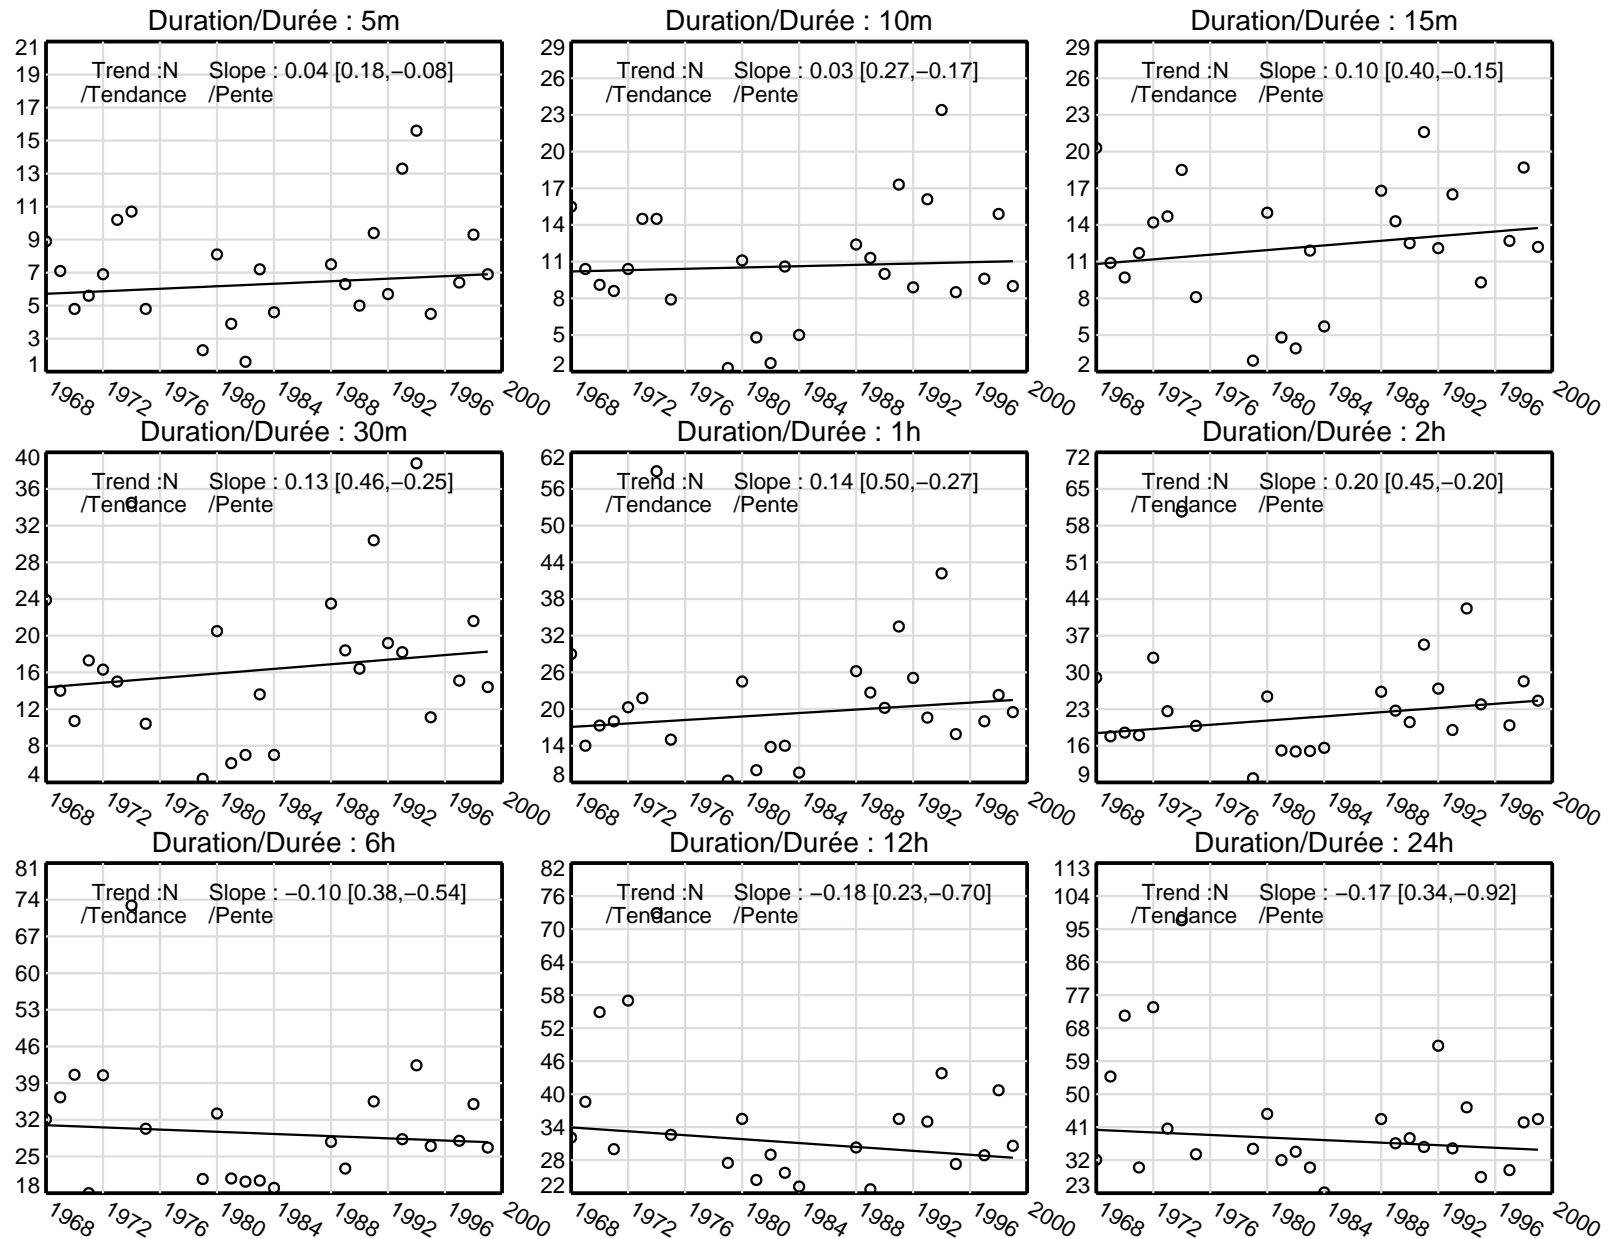 Duration/Durée : 5m
21
19
17
15
13
11
9
7
5
3
1
Trend :N Slope : 0.04 [0.18,−0.08]
/Tendance /Pente
1968 1972 1976 1980 1984 1988 1992 1996 2000
Duration/Durée : 10m
29
26
23
20
17
14
11
8
5
2
Trend :N Slope : 0.03 [0.27,−0.17]
/Tendance /Pente
1968 1972 1976 1980 1984 1988 1992 1996 2000
Duration/Durée : 15m
29
26
23
20
17
14
11
8
5
2
Trend :N Slope : 0.10 [0.40,−0.15]
/Tendance /Pente
1968 1972 1976 1980 1984 1988 1992 1996 2000
Duration/Durée : 30m
40
36
32
28
24
20
16
12
8
4
Trend :N Slope : 0.13 [0.46,−0.25]
/Tendance /Pente
1968 1972 1976 1980 1984 1988 1992 1996 2000
Duration/Durée : 1h
62
56
50
44
38
32
26
20
14
8
Trend :N Slope : 0.14 [0.50,−0.27]
/Tendance /Pente
1968 1972 1976 1980 1984 1988 1992 1996 2000
Duration/Durée : 2h
72
65
58
51
44
37
30
23
16
9
Trend :N Slope : 0.20 [0.45,−0.20]
/Tendance /Pente
1968 1972 1976 1980 1984 1988 1992 1996 2000
Duration/Durée : 6h
81
74
67
60
53
46
39
32
25
18
Trend :N Slope : −0.10 [0.38,−0.54]
/Tendance /Pente
1968 1972 1976 1980 1984 1988 1992 1996 2000
Duration/Durée : 12h
82
76
70
64
58
52
46
40
34
28
22
Trend :N Slope : −0.18 [0.23,−0.70]
/Tendance /Pente
1968 1972 1976 1980 1984 1988 1992 1996 2000
Duration/Durée : 24h
113
104
95
86
77
68
59
50
41
32
23
Trend :N Slope : −0.17 [0.34,−0.92]
/Tendance /Pente
1968 1972 1976 1980 1984 1988 1992 1996 2000